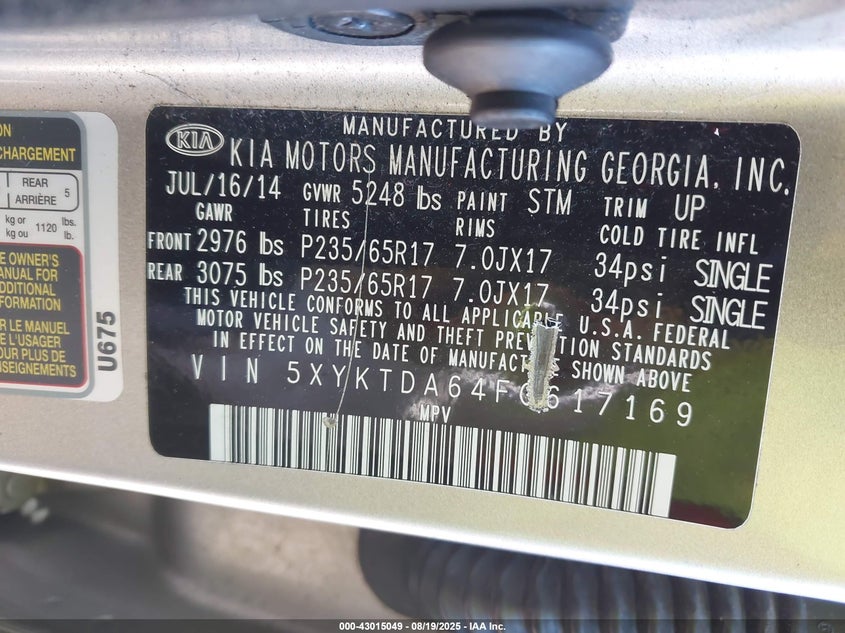 ON
CHARGEMENT
REAR
ARRIÈRE
5
kg or
kg ou
1120
lbs.
lb.
E OWNER'S
MANUAL FOR
ADDITIONAL
INFORMATION
LE MANUEL
L'USAGER
POUR PLUS DE
RENSEIGNEMENTS
U675
MANUFACTURED BY
KIA KIA MOTORS MANUFACTURING GEORGIA, INC.
JUL/16/14 GVWR 5248 lbs PAINT STM TRIM UP
GAWR TIRES RIMS COLD TIRE INFL
FRONT 2976 lbs P235/65R17 7.0JX17 34psi SINGLE
REAR 3075 lbs P235/65R17 7.0JX17 34psi SINGLE
THIS VEHICLE CONFORMS TO ALL APPLICABLE U.S.A. FEDERAL
MOTOR VEHICLE SAFETY AND THEFT PREVENTION STANDARDS
IN EFFECT ON THE DATE OF MANUFACTURE SHOWN ABOVE
VIN 5XYKTDA64FG617169
MPV
000-43015049 - 08/19/2025 - IAA Inc.